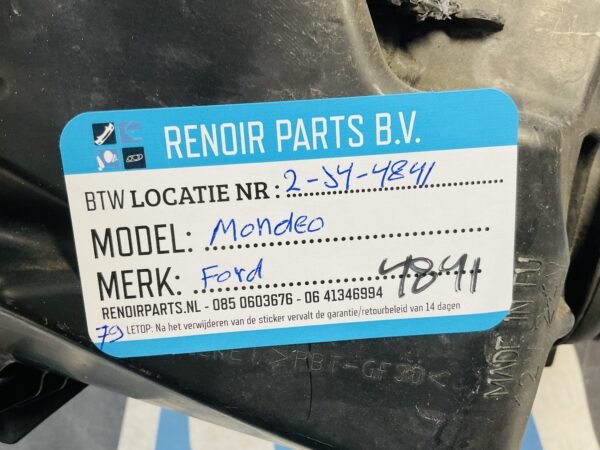 RENOIR PARTS B.V.
BTW LOCATIE NR : 2-J4-4841
MODEL: Mondeo
MERK: Ford
4841
RENOIRPARTS.NL - 085 0603676 - 06 41346994
79 LETOP: Na het verwijderen van de sticker vervalt de garantie/retourbeleid van 14 dagen
>PBT-GF30<
MADE IN EU